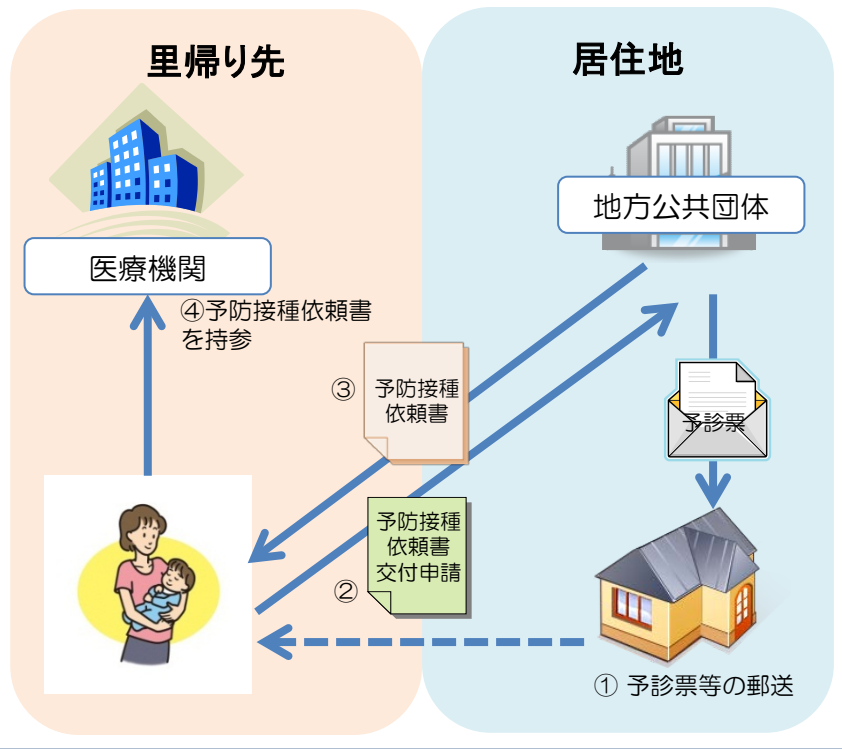 里帰り先
居住地
地方公共団体
医療機関
④予防接種依頼書
を持参
③
予防接種
依頼書
予診票
予防接種
依頼書
交付申請
②
① 予診票等の郵送